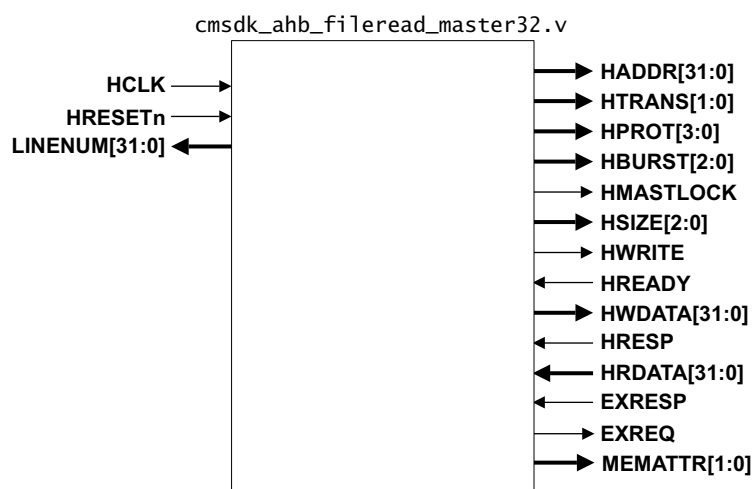 cmsdk_ahb_fileread_master32.v
HCLK
HRESETn
LINENUM[31:0]
HADDR[31:0]
HTRANS[1:0]
HPROT[3:0]
HBURST[2:0]
HMASTLOCK
HSIZE[2:0]
HWRITE
HREADY
HWDATA[31:0]
HRESP
HRDATA[31:0]
EXRESP
EXREQ
MEMATTR[1:0]